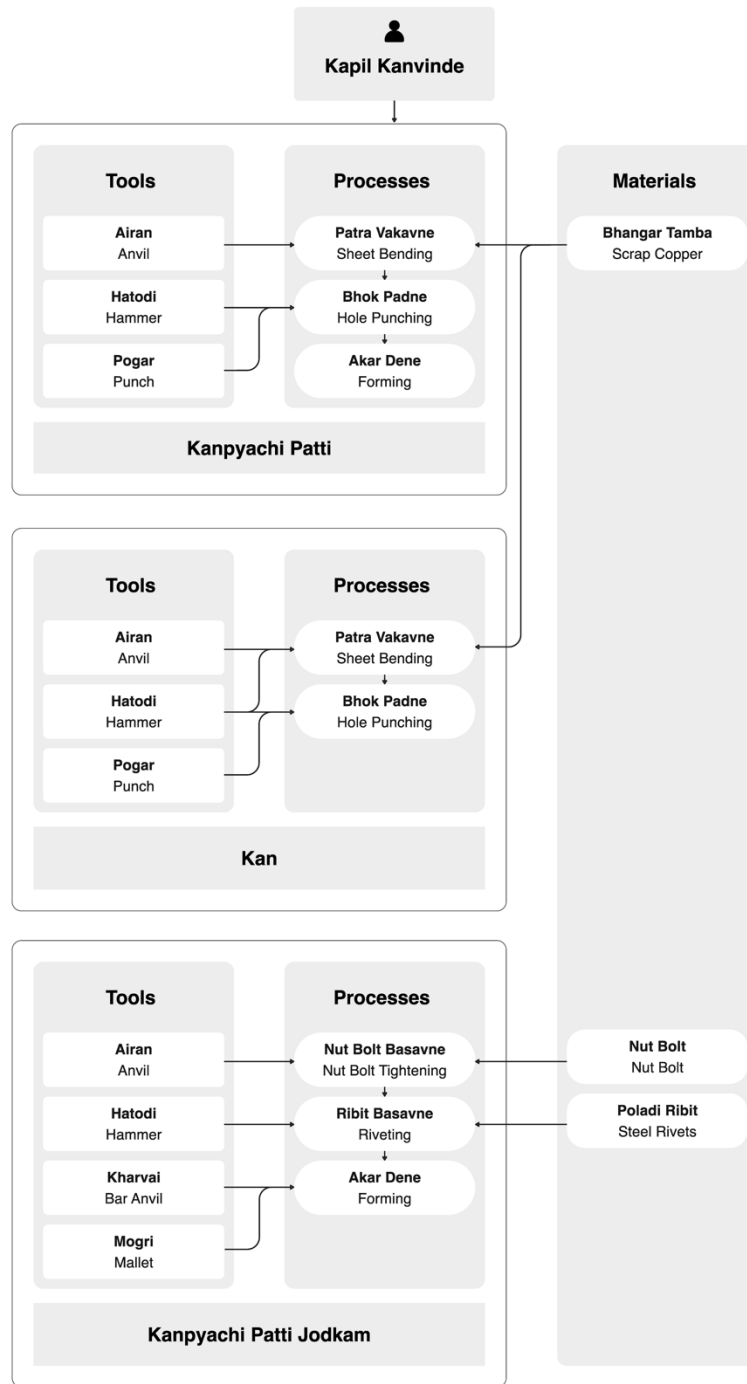 Kapil Kanvinde
Tools
Processes
Materials
Airan
Anvil
Patra Vakavne
Sheet Bending
Bhangar Tamba
Scrap Copper
Hatodi
Hammer
Bhok Padne
Hole Punching
Pogar
Punch
Akar Dene
Forming
Kanpyachi Patti
Tools
Processes
Airan
Anvil
Patra Vakavne
Sheet Bending
Hatodi
Hammer
Bhok Padne
Hole Punching
Pogar
Punch
Kan
Tools
Processes
Airan
Anvil
Nut Bolt Basavne
Nut Bolt Tightening
Nut Bolt
Nut Bolt
Hatodi
Hammer
Ribit Basavne
Riveting
Poladi Ribit
Steel Rivets
Kharvai
Bar Anvil
Akar Dene
Forming
Mogri
Mallet
Kanpyachi Patti Jodkam